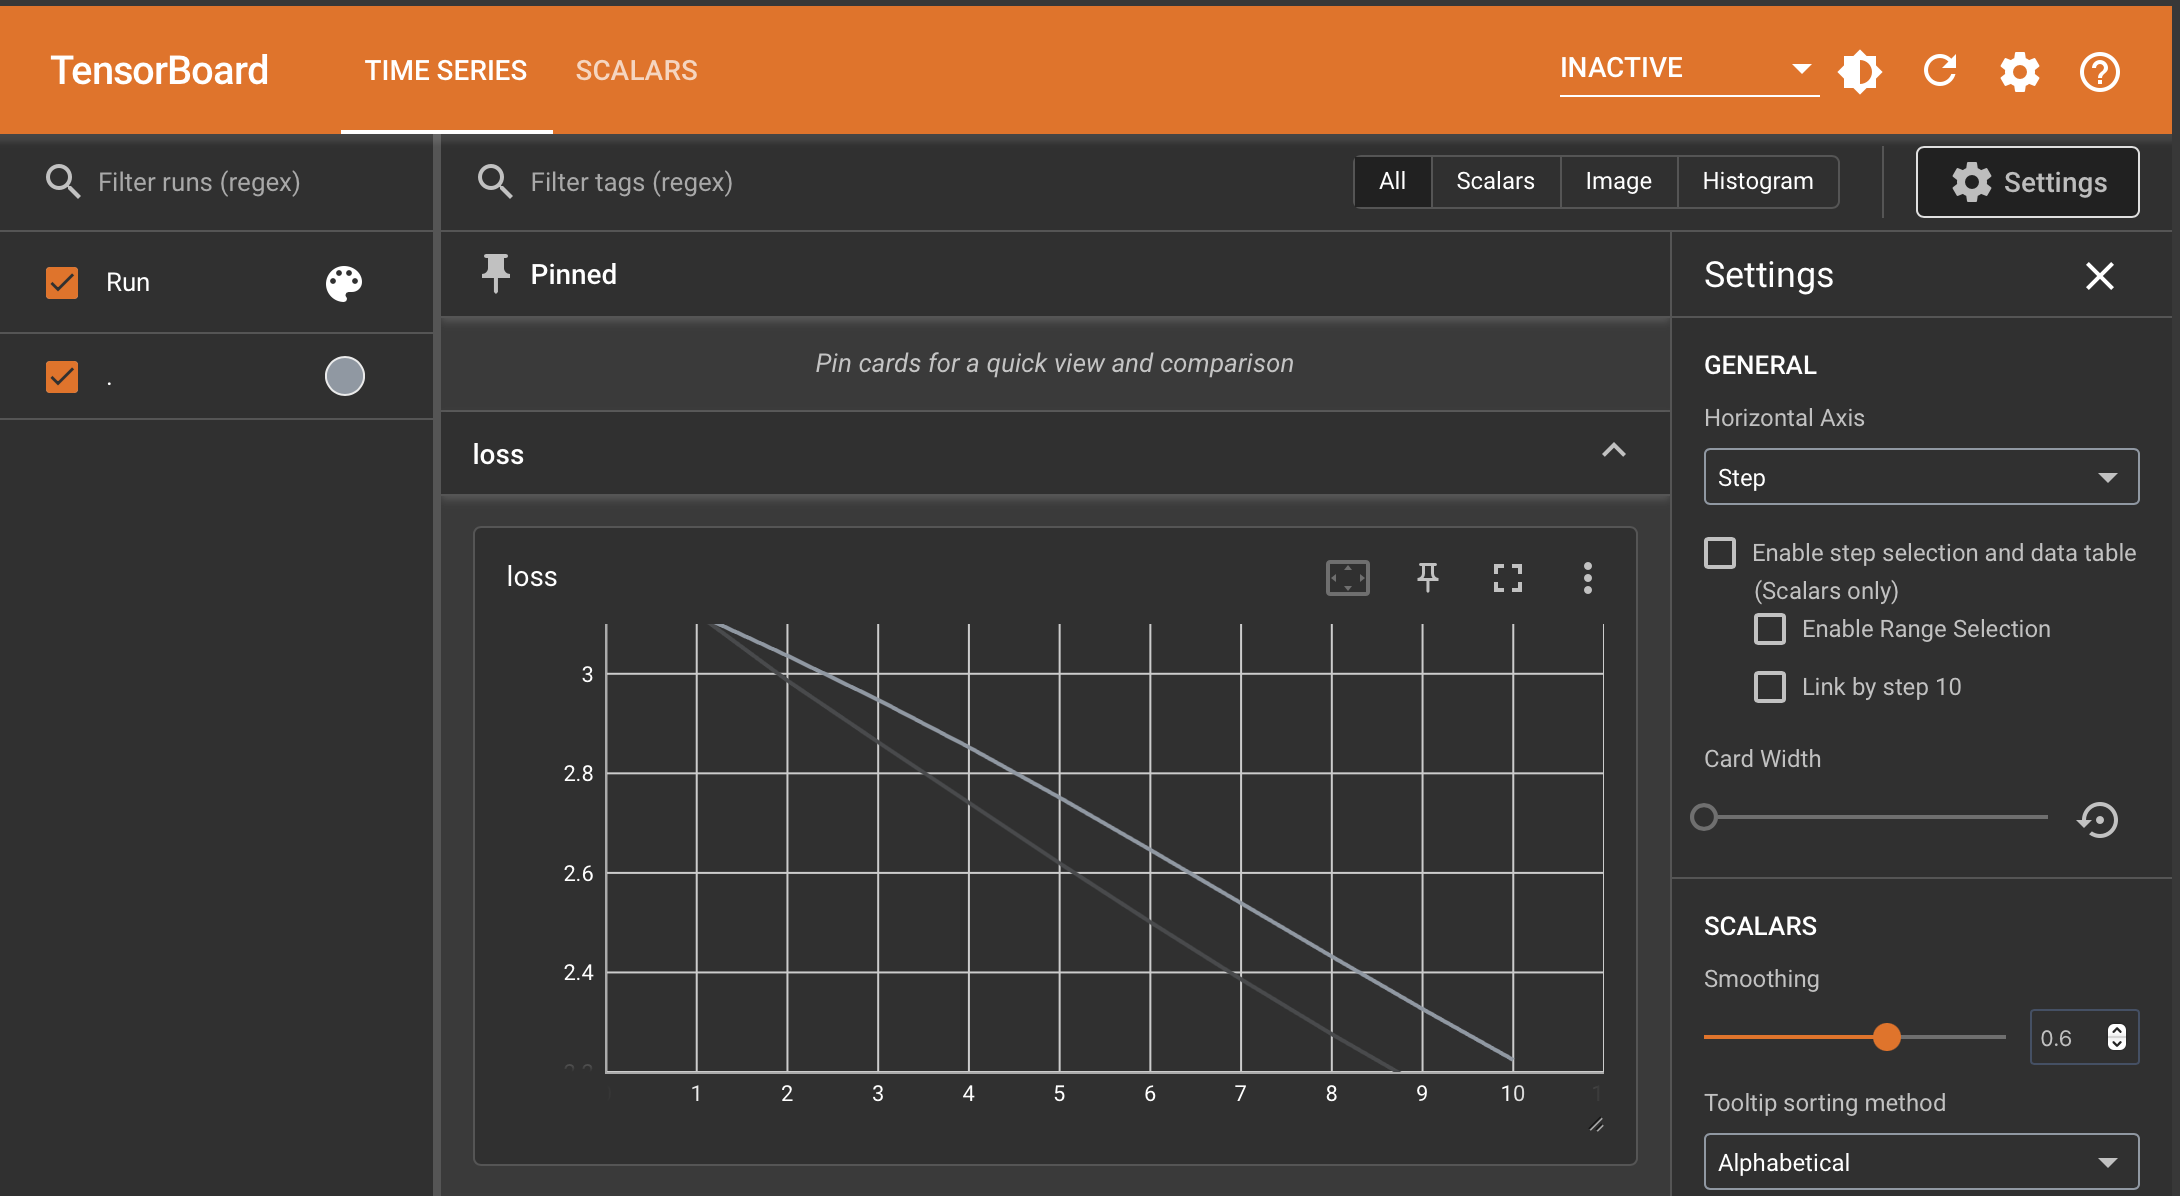 TensorBoard TIME SERIES SCALARS INACTIVE
Filter runs (regex)
Filter tags (regex) All Scalars Image Histogram Settings
Run
.
Pinned
Pin cards for a quick view and comparison
loss
loss
3
2.8
2.6
2.4
1 2 3 4 5 6 7 8 9 10
Settings
GENERAL
Horizontal Axis
Step
Enable step selection and data table
(Scalars only)
Enable Range Selection
Link by step 10
Card Width
SCALARS
Smoothing
0.6
Tooltip sorting method
Alphabetical